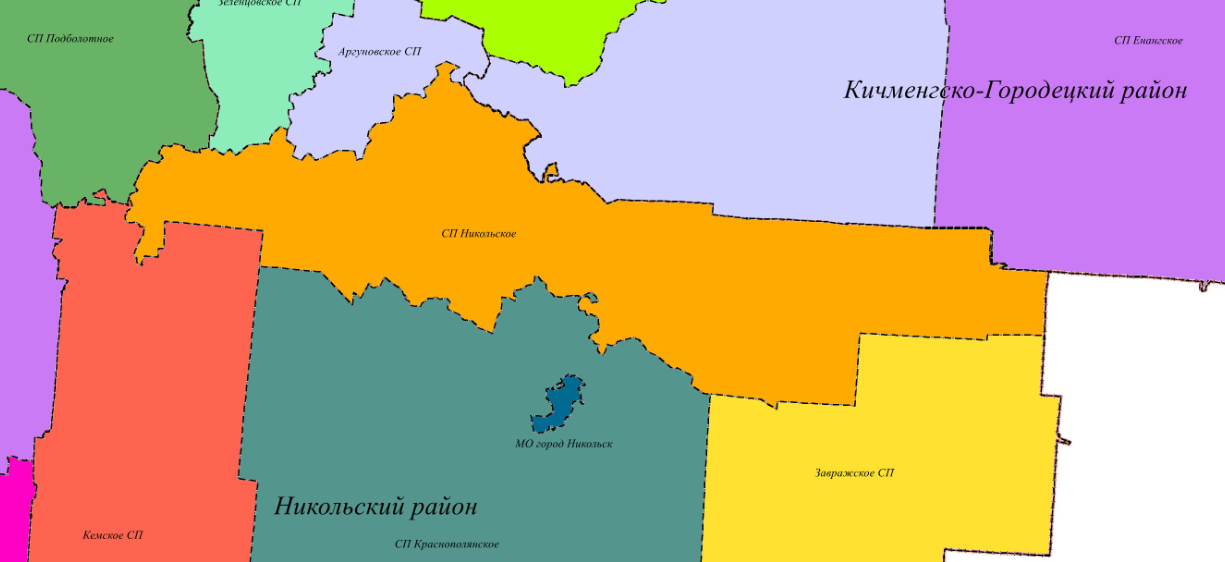 Зеленцовское СП
СП Подболотное
Аргуновское СП
СП Енангское
Кичменгско-Городецкий район
СП Никольское
МО город Никольск
Завражское СП
Никольский район
Кемское СП
СП Краснополянское